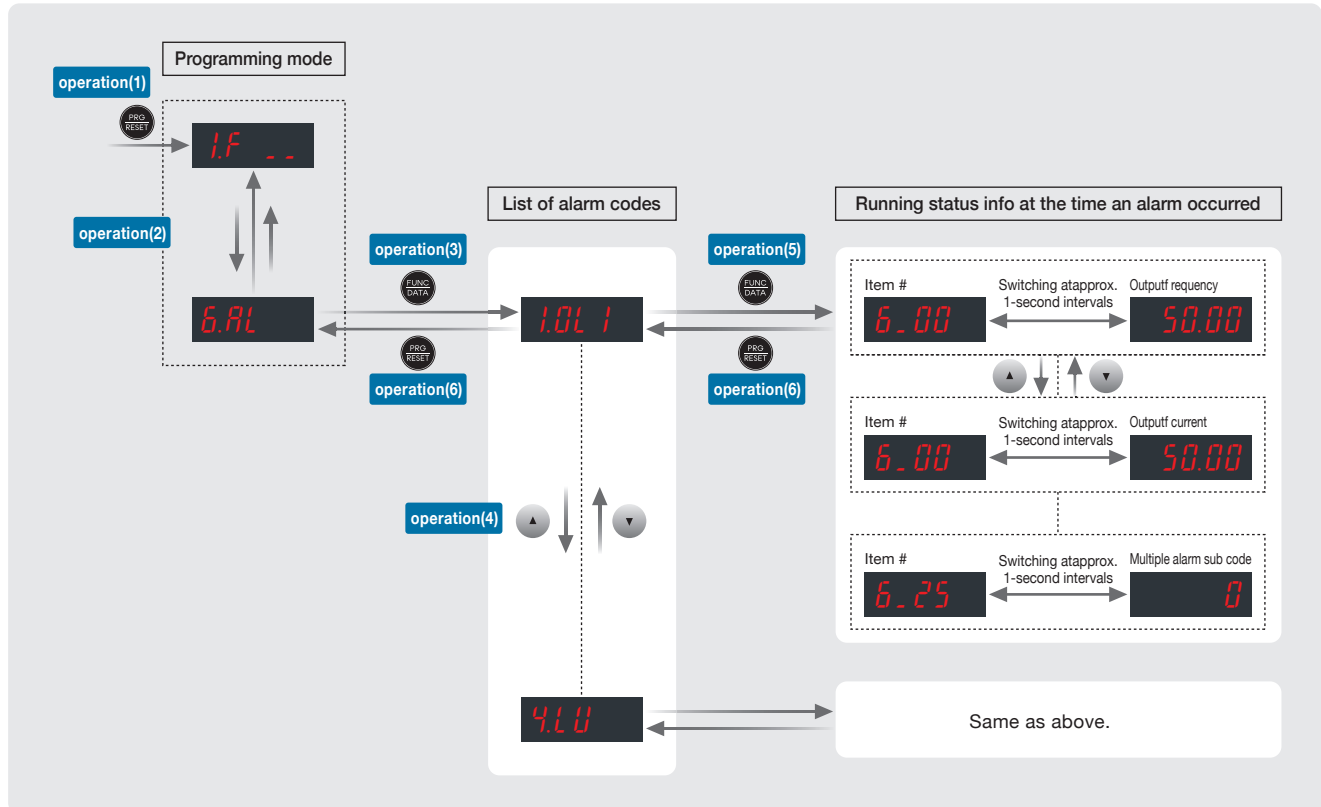 Programming mode
operation(1)
PRG
RESET
1.F _ _
operation(2)
6.AL
operation(3)
FUNC
DATA
PRG
RESET
operation(6)
List of alarm codes
1.OL1
operation(4)
▲
▼
4.LU
operation(5)
FUNC
DATA
PRG
RESET
operation(6)
Running status info at the time an alarm occurred
Item #
Switching atapprox.
1-second intervals
Outputf requency
6_00
50.00
▲
▼
Item #
Switching atapprox.
1-second intervals
Outputf current
6_00
50.00
Item #
Switching atapprox.
1-second intervals
Multiple alarm sub code
6_25
0
Same as above.